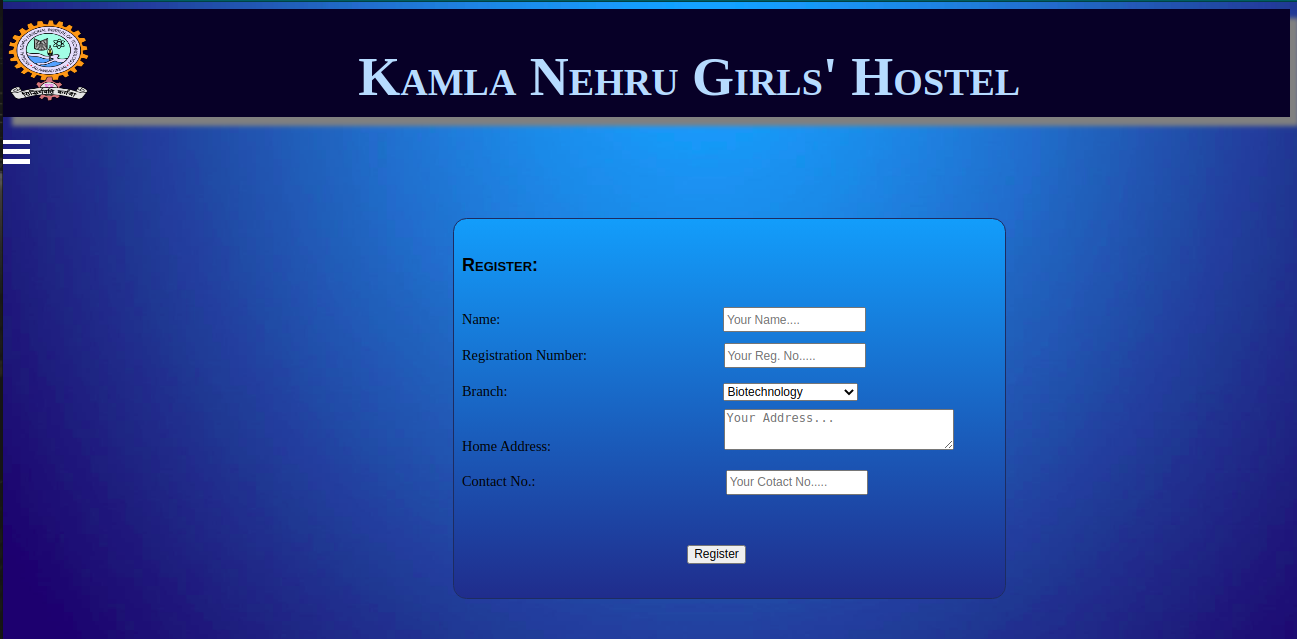 Kamla Nehru Girls' Hostel
Register:
Name:
Your Name....
Registration Number:
Your Reg. No.....
Branch:
Biotechnology
Home Address:
Your Address...
Contact No.:
Your Cotact No.....
Register